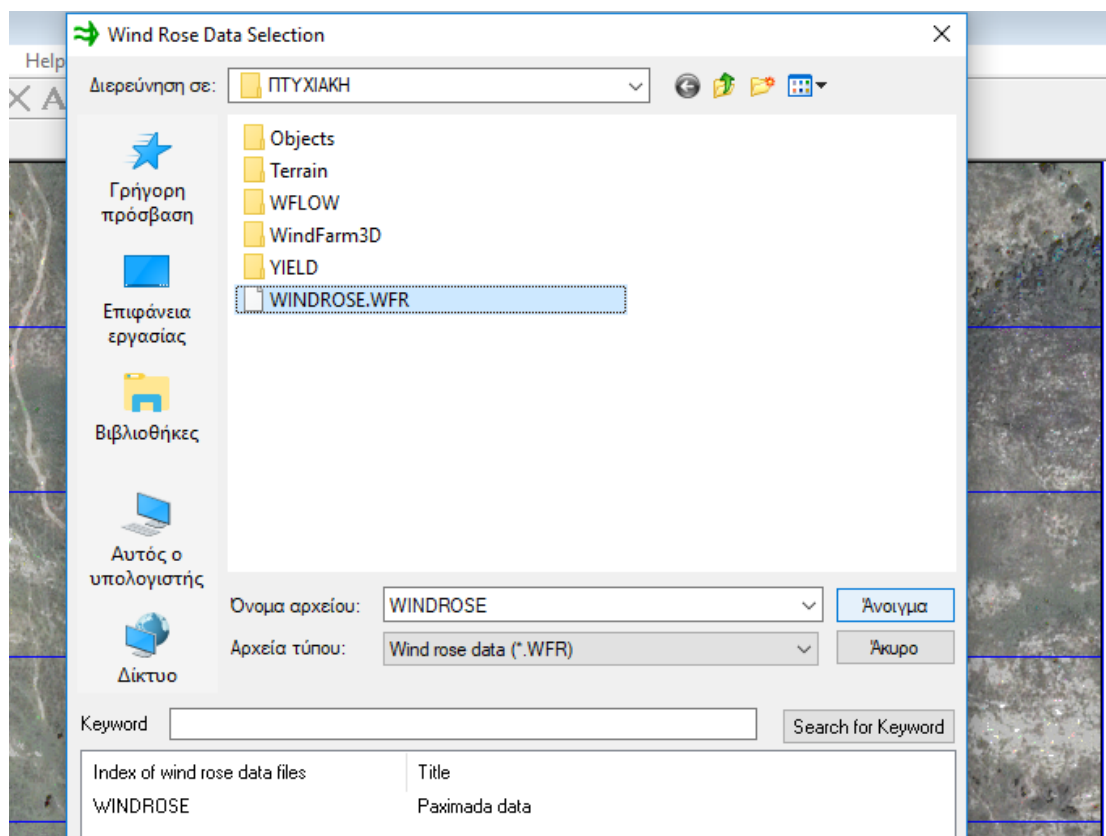 Wind Rose Data Selection
Help
Διερεύνηση σε: ΠΤΥΧΙΑΚΗ
Γρήγορη
πρόσβαση
Επιφάνεια
εργασίας
Βιβλιοθήκες
Αυτός ο
υπολογιστής
Δίκτυο
Objects
Terrain
WFLOW
WindFarm3D
YIELD
WINDROSE.WFR
Όνομα αρχείου: WINDROSE Άνοιγμα
Αρχεία τύπου: Wind rose data (*.WFR) Άκυρο
Keyword Search for Keyword
Index of wind rose data files Title
WINDROSE Paximada data